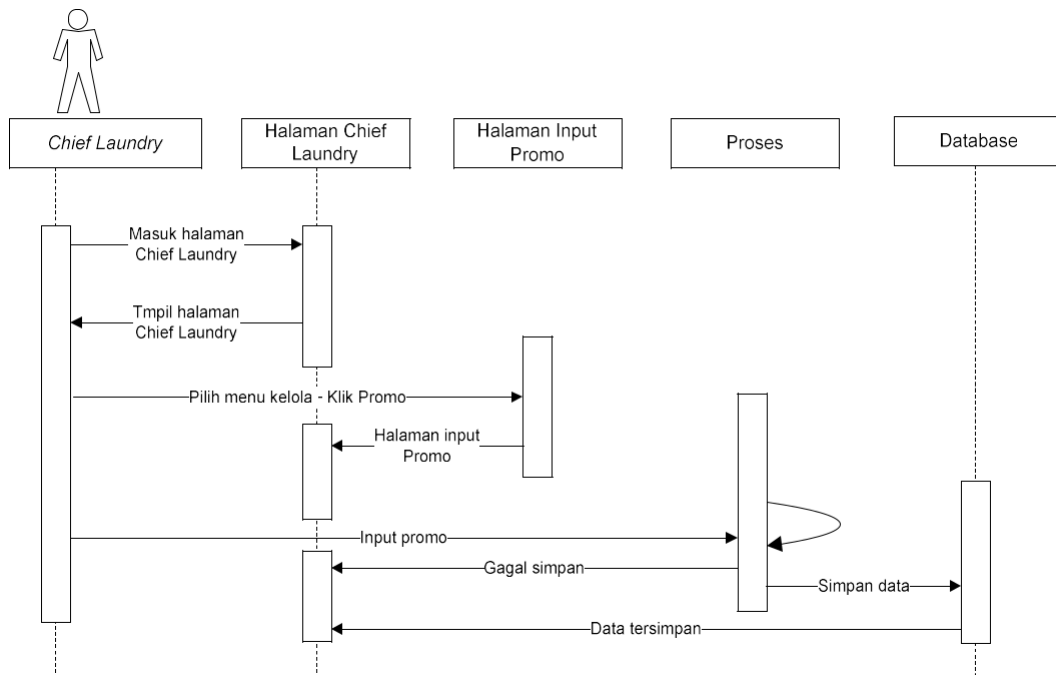 Chief Laundry
Halaman Chief
Laundry
Halaman Input
Promo
Proses
Database
Masuk halaman
Chief Laundry
Tmpil halaman
Chief Laundry
Pilih menu kelola - Klik Promo
Halaman input
Promo
Input promo
Gagal simpan
Simpan data
Data tersimpan